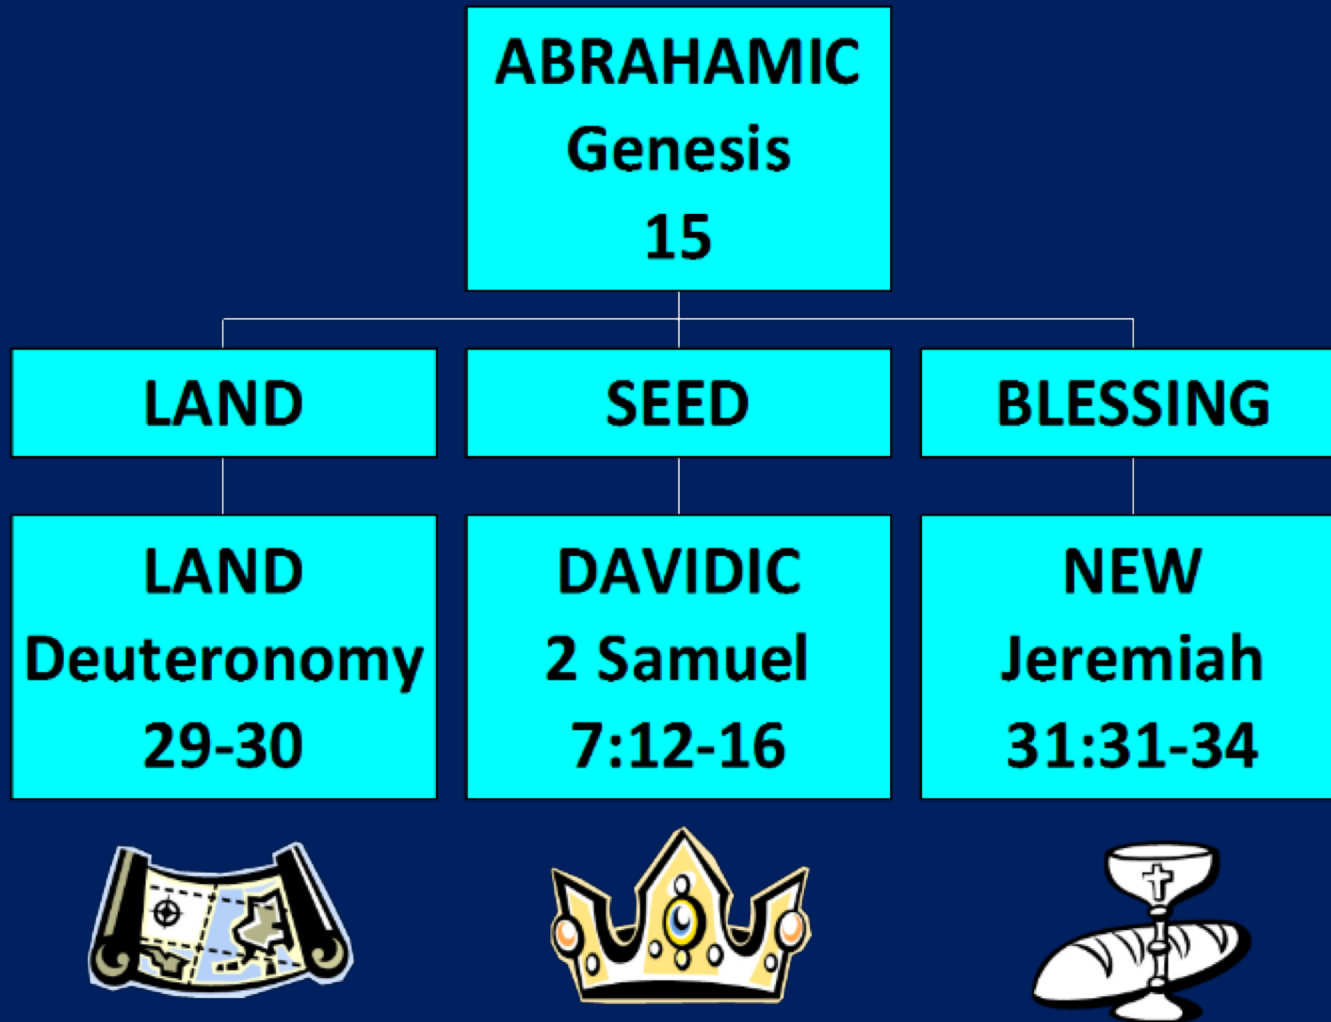 ABRAHAMIC
Genesis
15
LAND
SEED
BLESSING
LAND
Deuteronomy
29-30
DAVIDIC
2 Samuel
7:12-16
NEW
Jeremiah
31:31-34